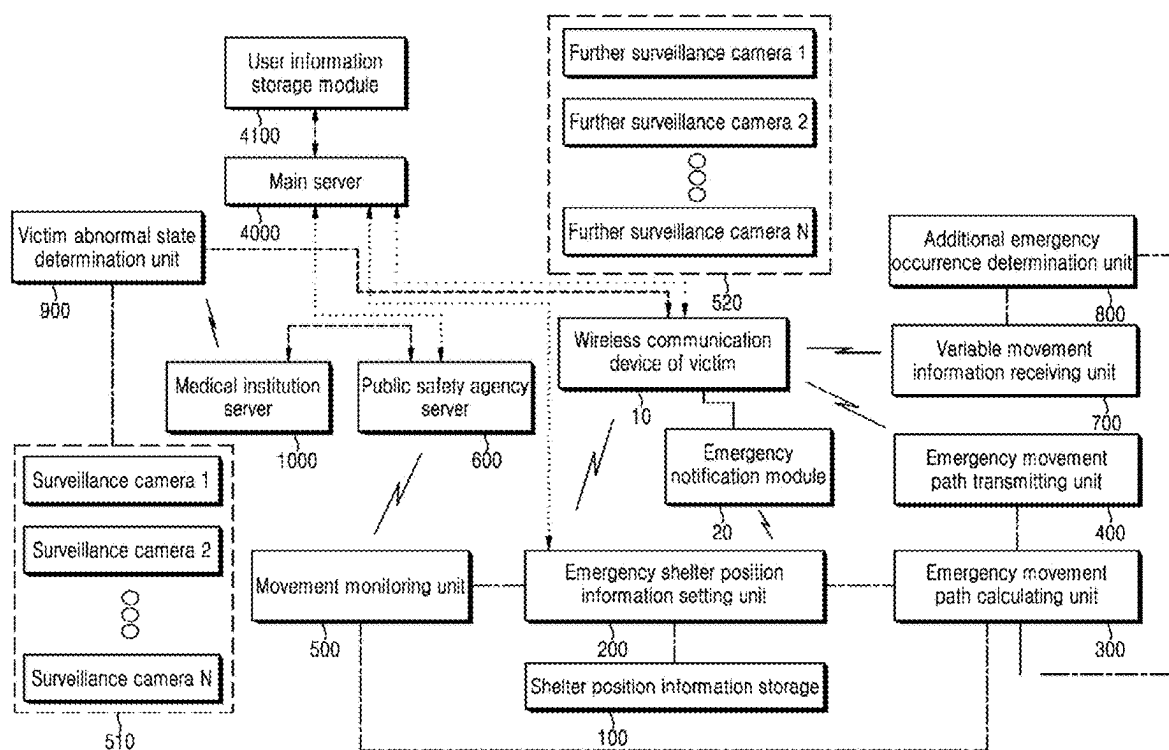 User information
storage module
4100
Main server
4000
Further surveillance camera 1
Further surveillance camera 2
Further surveillance camera N
520
Victim abnormal state
determination unit
900
Additional emergency
occurrence determination unit
800
Wireless communication
device of victim
10
Variable movement
information receiving unit
700
Medical institution
server
1000
Public safety agency
server
600
Emergency
notification module
20
Emergency movement
path transmitting unit
400
Surveillance camera 1
Surveillance camera 2
Surveillance camera N
510
Movement monitoring unit
500
Emergency shelter position
information setting unit
200
Emergency movement
path calculating unit
300
Shelter position information storage
100